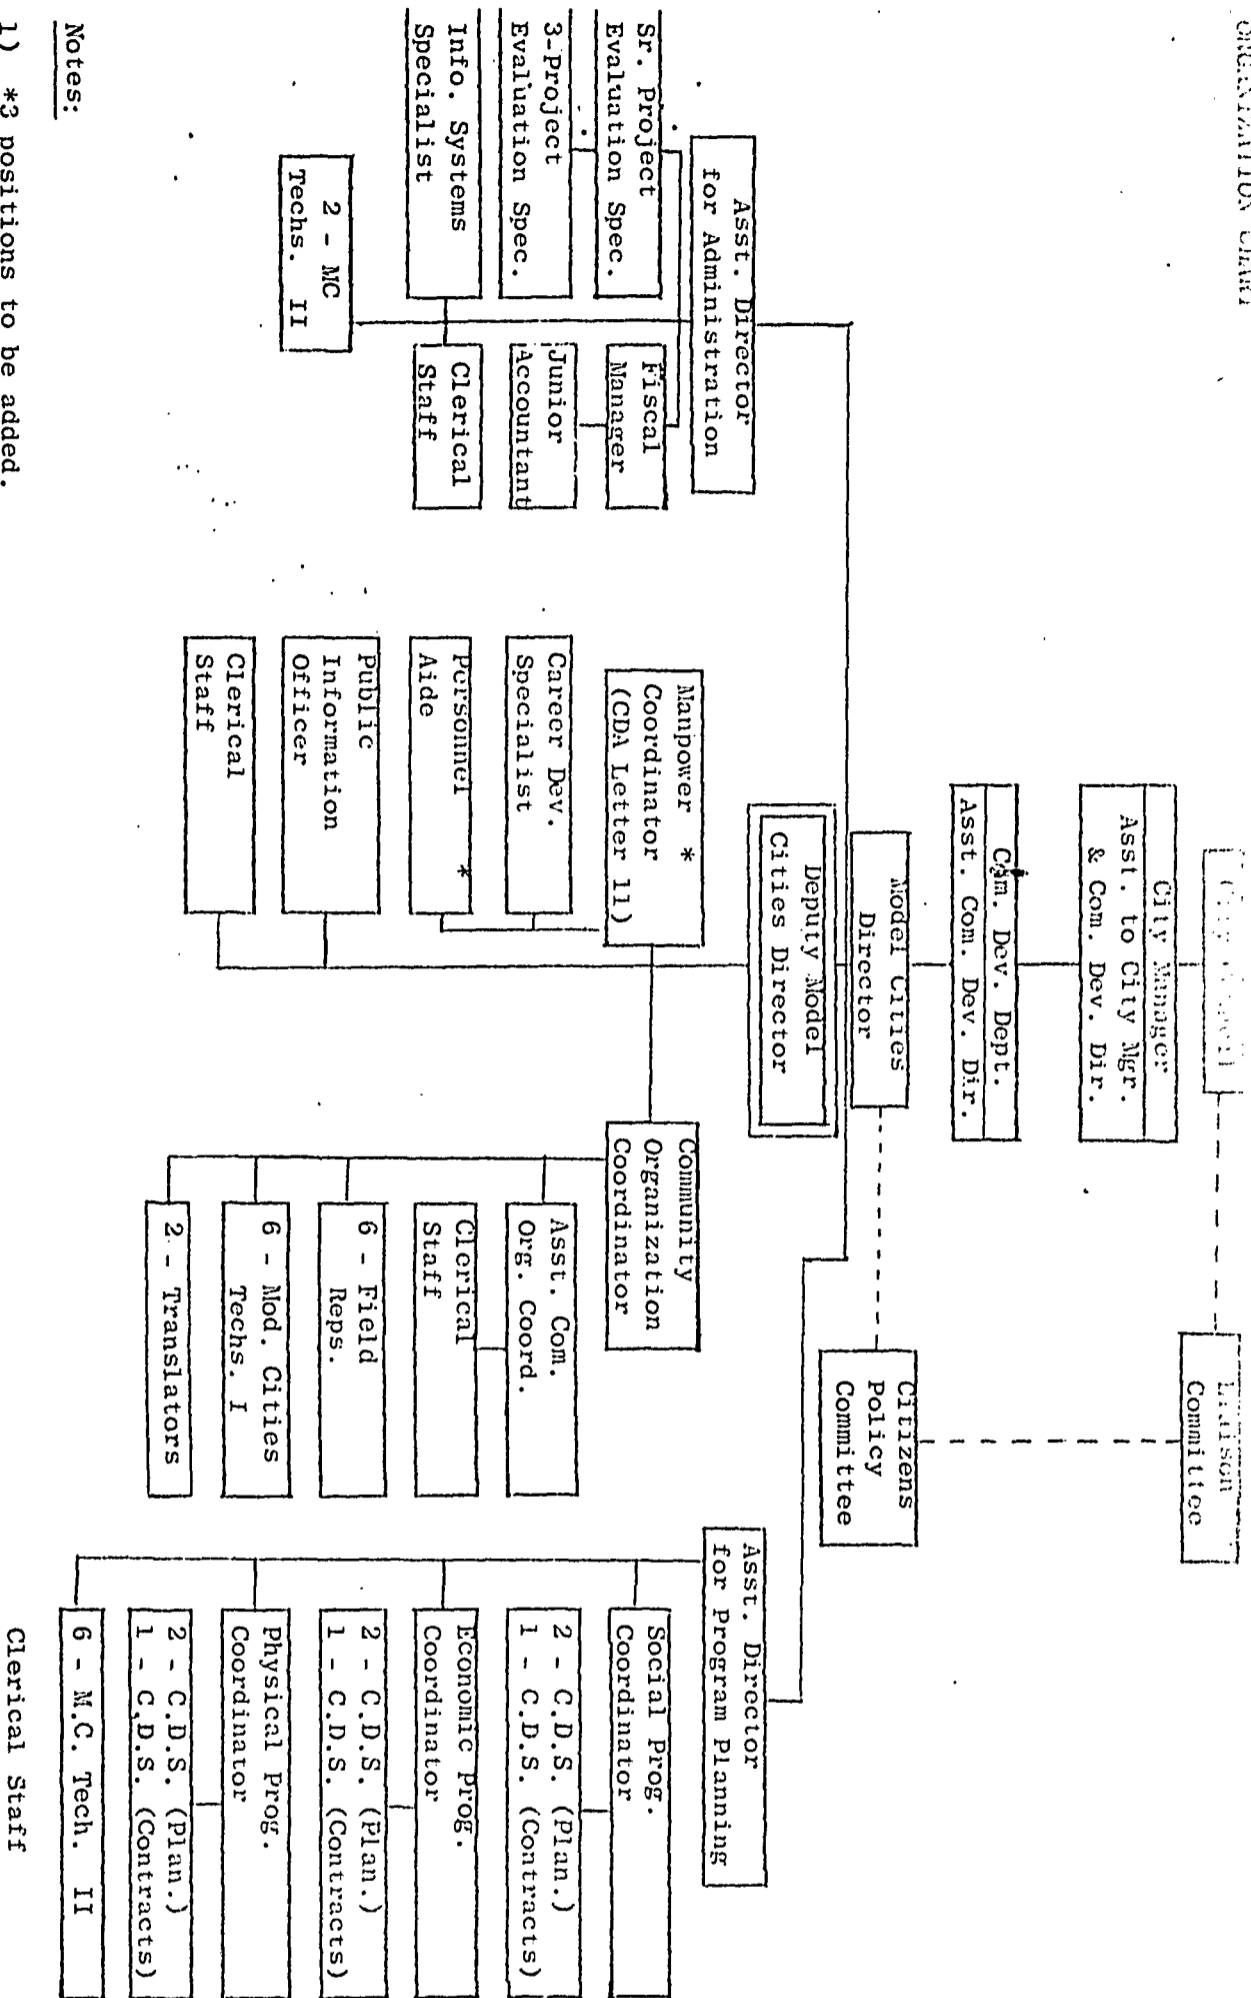 ORGANIZATION CHART
City Manager
Asst. to City Mgr.
& Com. Dev. Dir.
Liaison
Committee
Com. Dev. Dept.
Asst. Com. Dev. Dir.
Model Cities
Director
Citizens
Policy
Committee
Deputy Model
Cities Director
Asst. Director
for Administration
Sr. Project
Evaluation Spec.
3-Project
Evaluation Spec.
Info. Systems
Specialist
Fiscal
Manager
Junior
Accountant
Clerical
Staff
2 - MC
Techs. II
Manpower *
Coordinator
(CDA Letter 11)
Career Dev.
Specialist
Personnel *
Aide
Public
Information
Officer
Clerical
Staff
Community
Organization
Coordinator
Asst. Com.
Org. Coord.
Clerical
Staff
6 - Field
Reps.
6 - Mod. Cities
Techs. I
2 - Translators
Asst. Director
for Program Planning
Social Prog.
Coordinator
2 - C.D.S. (Plan.)
1 - C.D.S. (Contracts)
Economic Prog.
Coordinator
2 - C.D.S. (Plan.)
1 - C.D.S. (Contracts)
Physical Prog.
Coordinator
2 - C.D.S. (Plan.)
1 - C.D.S. (Contracts)
6 - M.C. Tech. II
Clerical Staff
Notes:
1) *3 positions to be added.